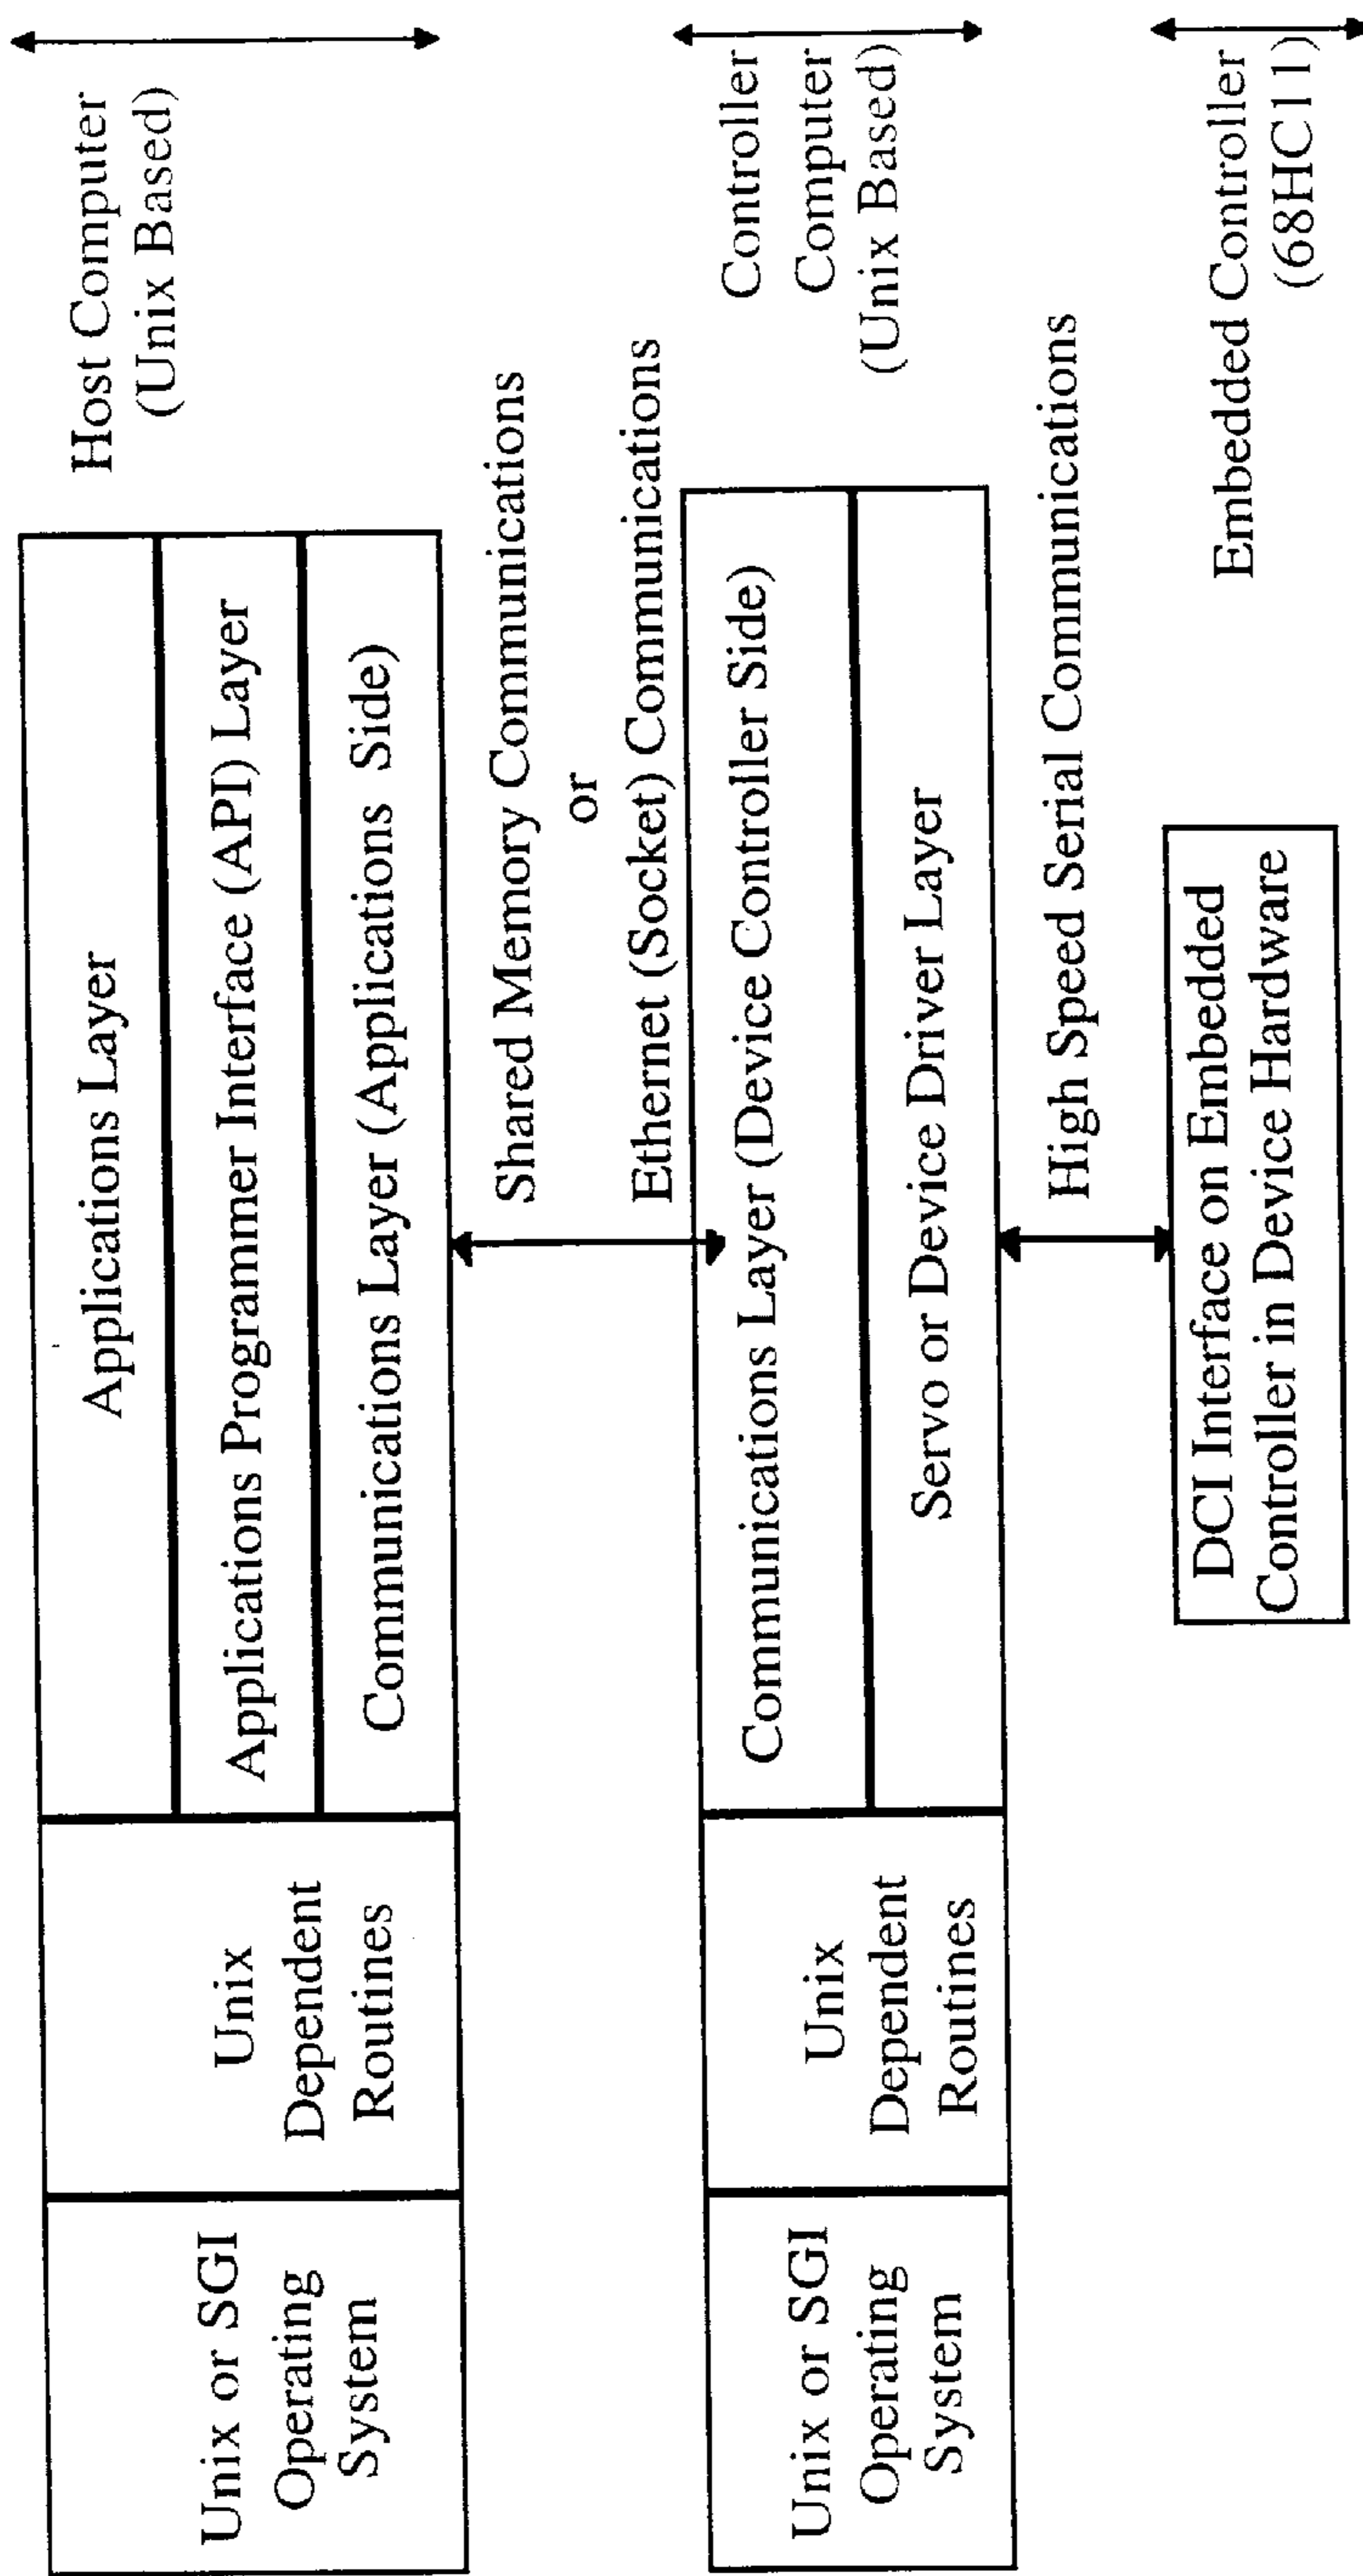 Unix or SGI
Operating
System
Unix
Dependent
Routines
Applications Layer
Applications Programmer Interface (API) Layer
Communications Layer (Applications Side)
Host Computer
(Unix Based)
Shared Memory Communications
or
Ethernet (Socket) Communications
Unix or SGI
Operating
System
Unix
Dependent
Routines
Communications Layer (Device Controller Side)
Servo or Device Driver Layer
Controller
Computer
(Unix Based)
High Speed Serial Communications
DCI Interface on Embedded
Controller in Device Hardware
Embedded Controller
(68HC11)